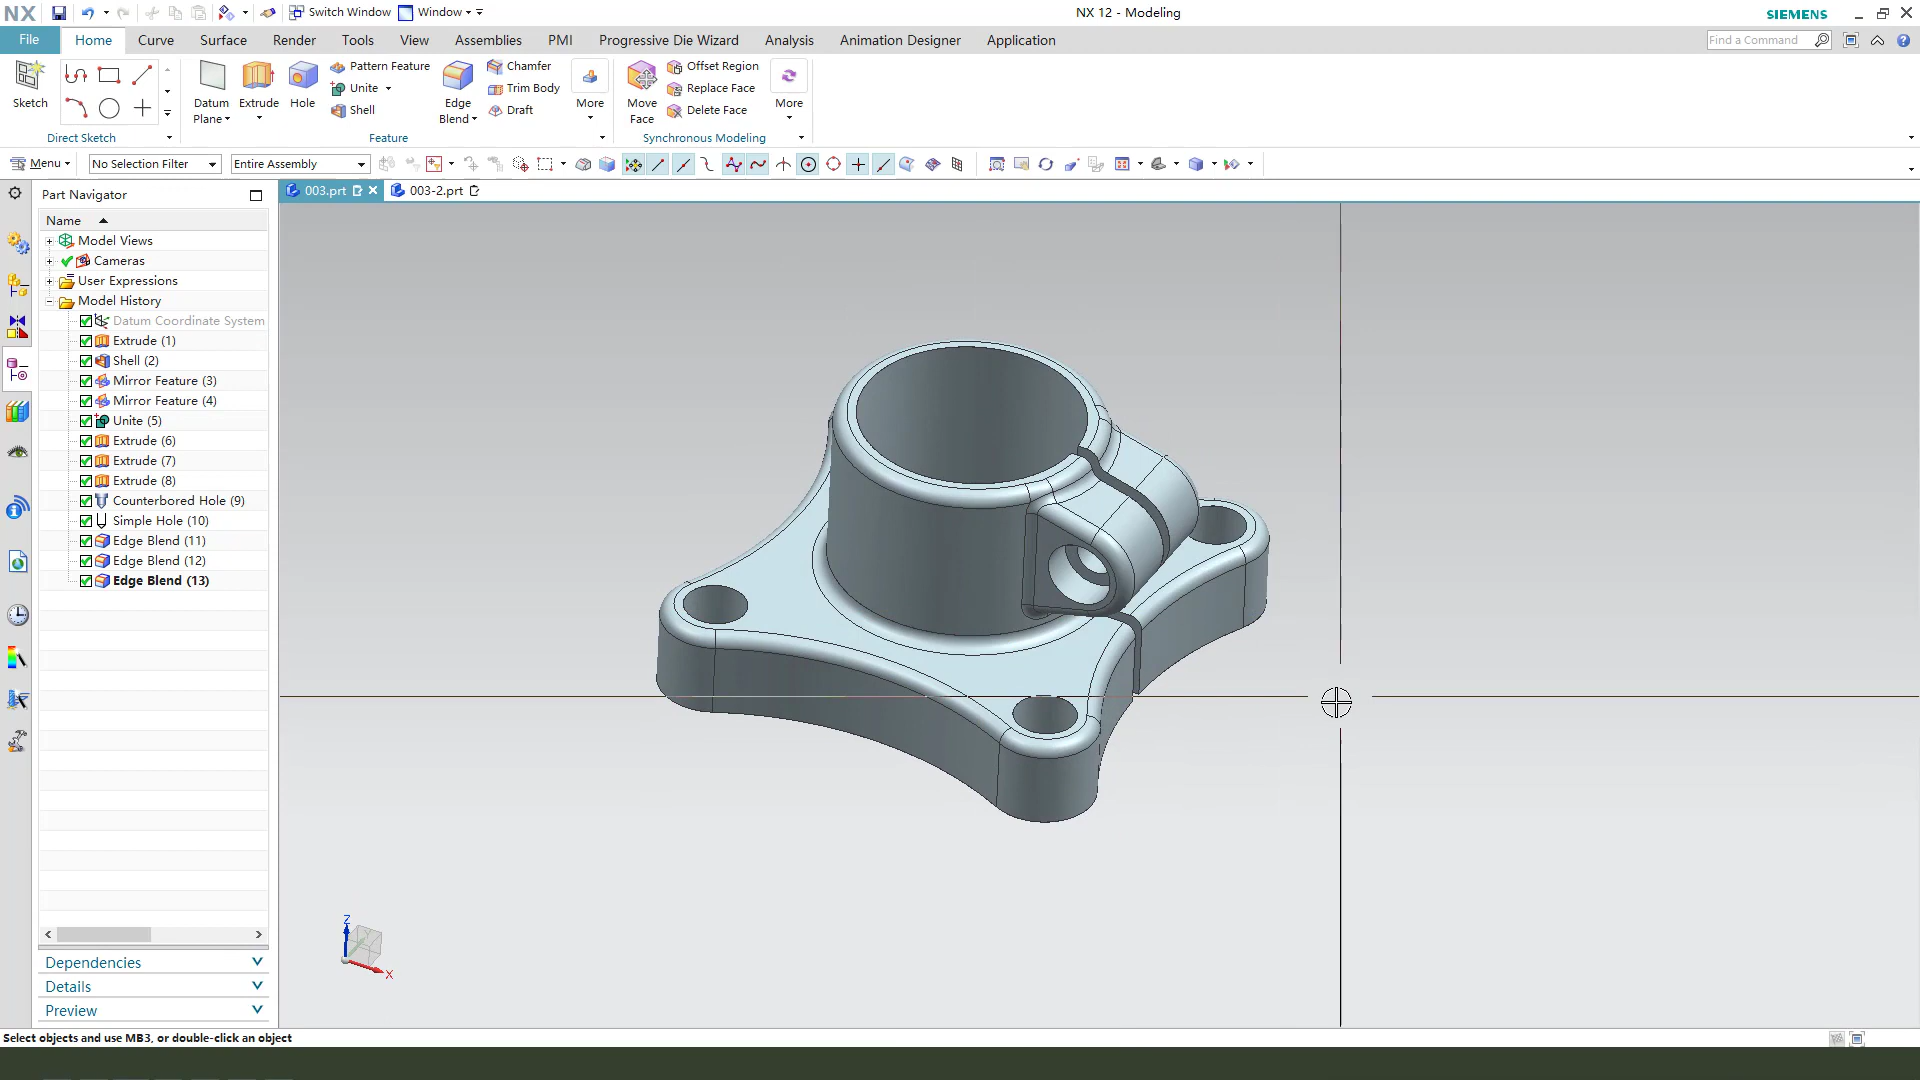 NX Switch Window Window NX 12 - Modeling SIEMENS
File Home Curve Surface Render Tools View Assemblies PMI Progressive Die Wizard Analysis Animation Designer Application Find a Command
Sketch
Direct Sketch
Datum Plane
Extrude
Hole
Pattern Feature
Unite
Shell
Edge Blend
Chamfer
Trim Body
Draft
More
Feature
Move Face
Offset Region
Replace Face
Delete Face
More
Synchronous Modeling
Menu No Selection Filter Entire Assembly
Part Navigator
003.prt 003-2.prt
Name
Model Views
Cameras
User Expressions
Model History
Datum Coordinate System
Extrude (1)
Shell (2)
Mirror Feature (3)
Mirror Feature (4)
Unite (5)
Extrude (6)
Extrude (7)
Extrude (8)
Counterbored Hole (9)
Simple Hole (10)
Edge Blend (11)
Edge Blend (12)
Edge Blend (13)
Z
X
Dependencies
Details
Preview
Select objects and use MB3, or double-click an object